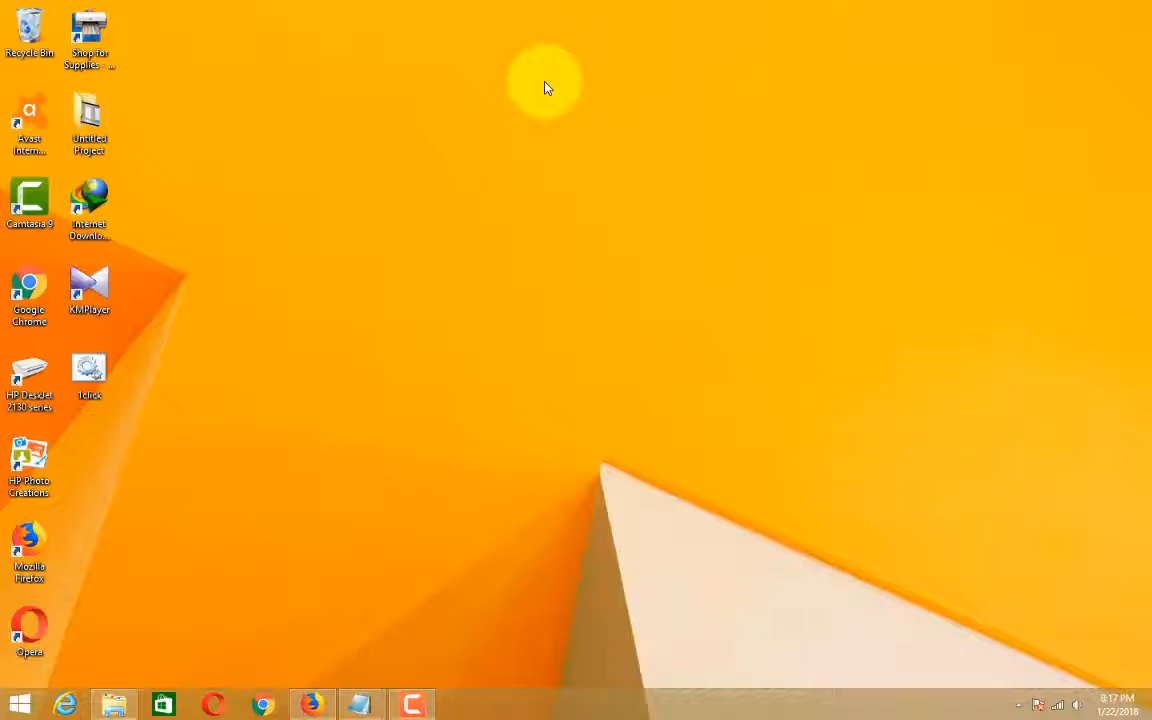 Recycle Bin
Shop for
Supplies - ...
Avast
Intern...
Untitled
Project
Camtasia 9
Internet
Downlo...
Google
Chrome
KMPlayer
HP DeskJet
2130 series
1click
HP Photo
Creations
Mozilla
Firefox
Opera
8:17 PM
1/22/2018